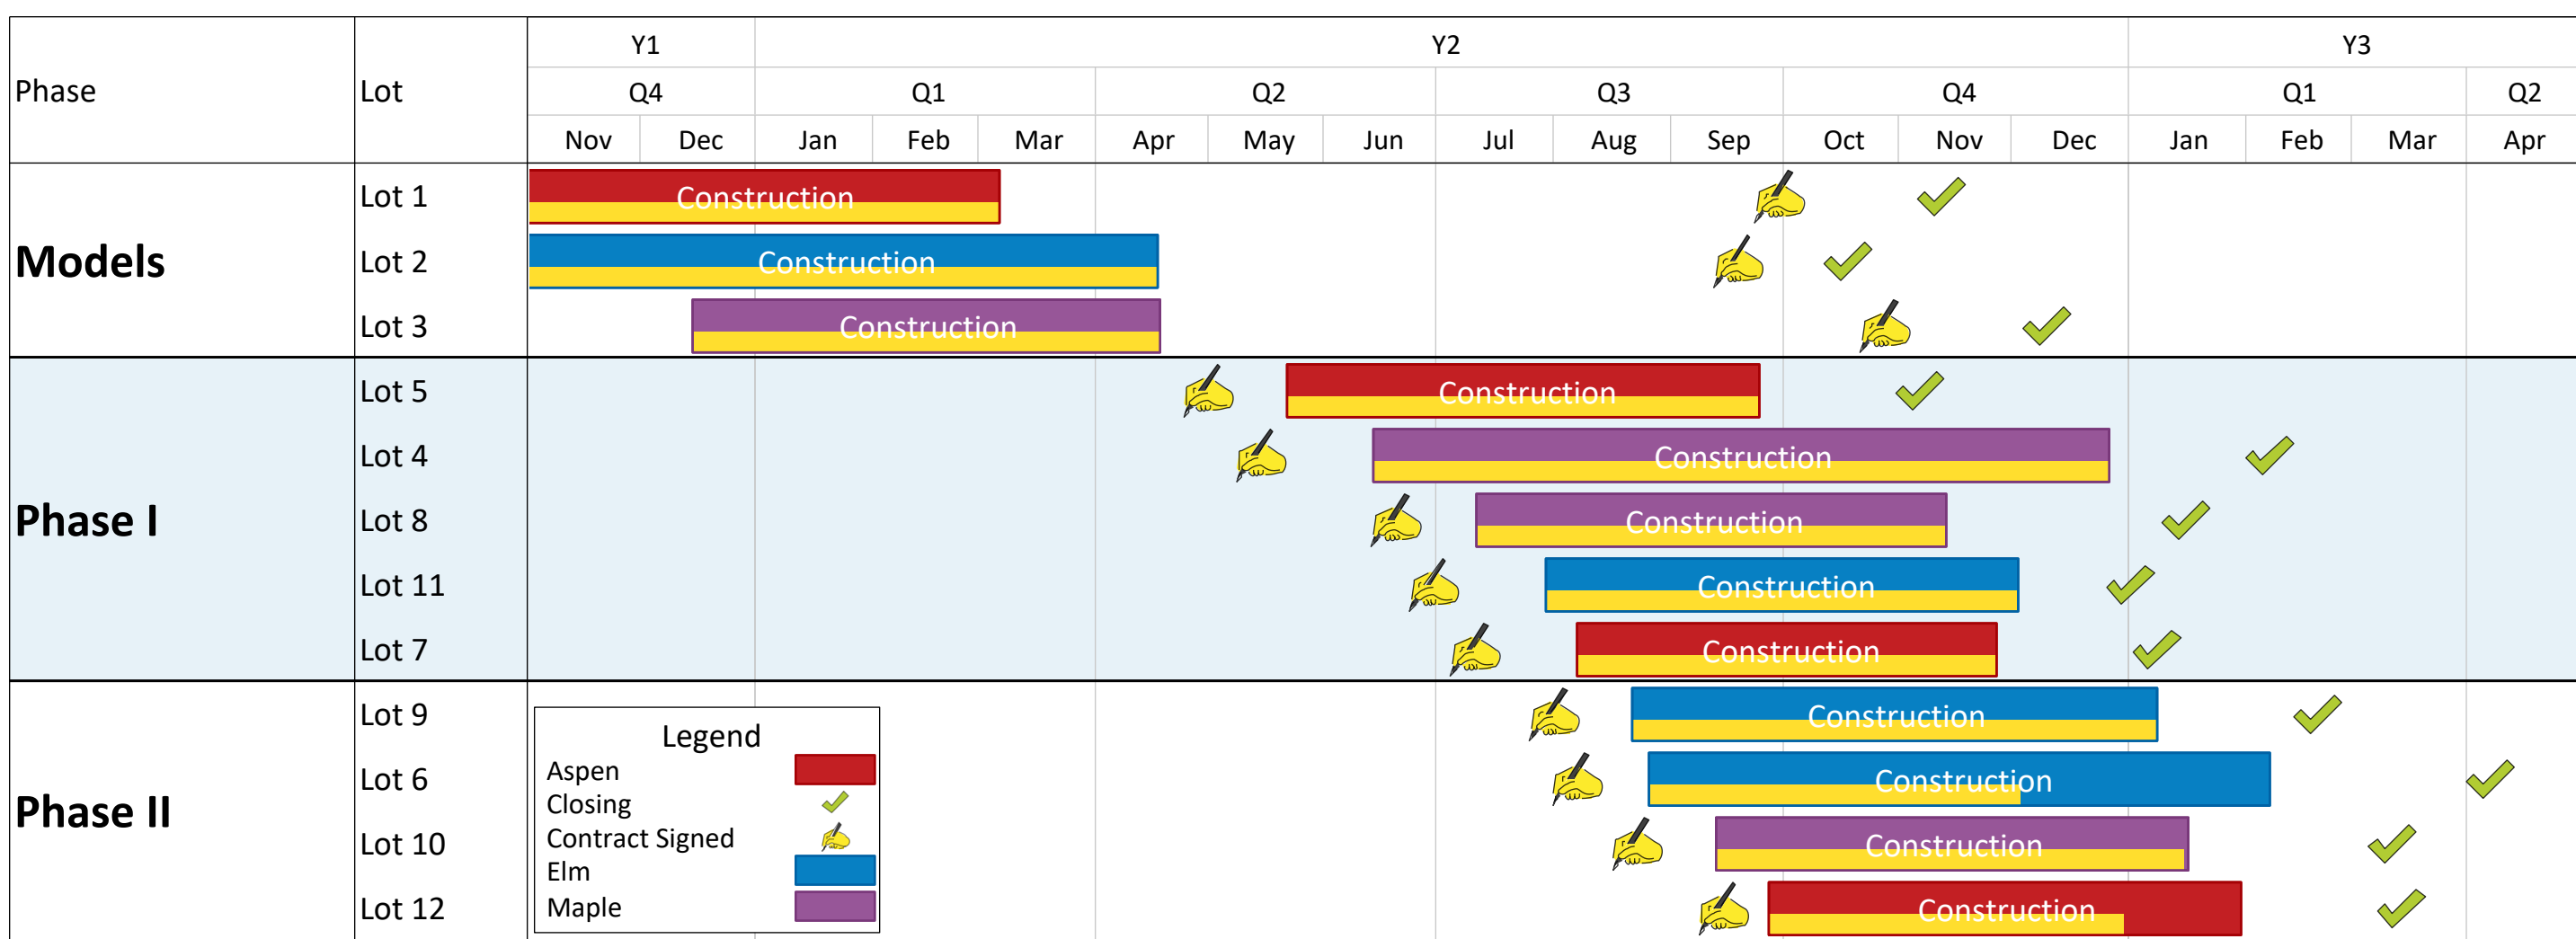 Phase Lot Y1 Y2 Y3
Q4 Q1 Q2 Q3 Q4 Q1 Q2
Nov Dec Jan Feb Mar Apr May Jun Jul Aug Sep Oct Nov Dec Jan Feb Mar Apr
Models
Lot 1 Construction
Lot 2 Construction
Lot 3 Construction
Phase I
Lot 5 Construction
Lot 4 Construction
Lot 8 Construction
Lot 11 Construction
Lot 7 Construction
Phase II
Lot 9 Construction
Lot 6 Construction
Lot 10 Construction
Lot 12 Construction
Legend
Aspen
Closing
Contract Signed
Elm
Maple